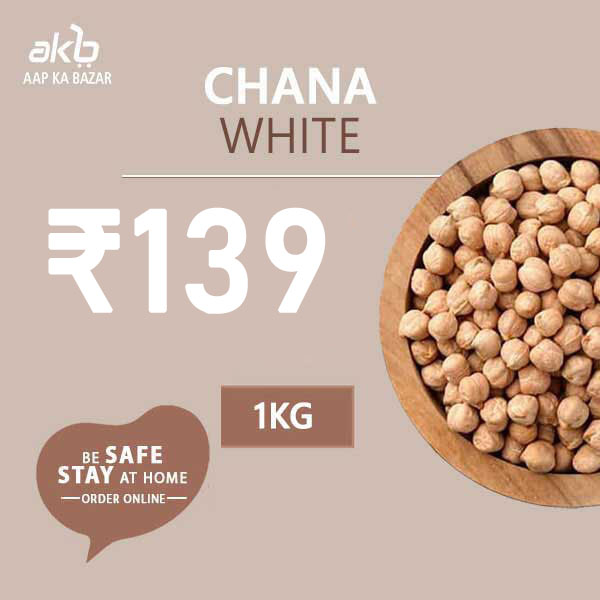 akb
AAP KA BAZAR
CHANA
WHITE
₹139
1KG
BE SAFE
STAY AT HOME
ORDER ONLINE